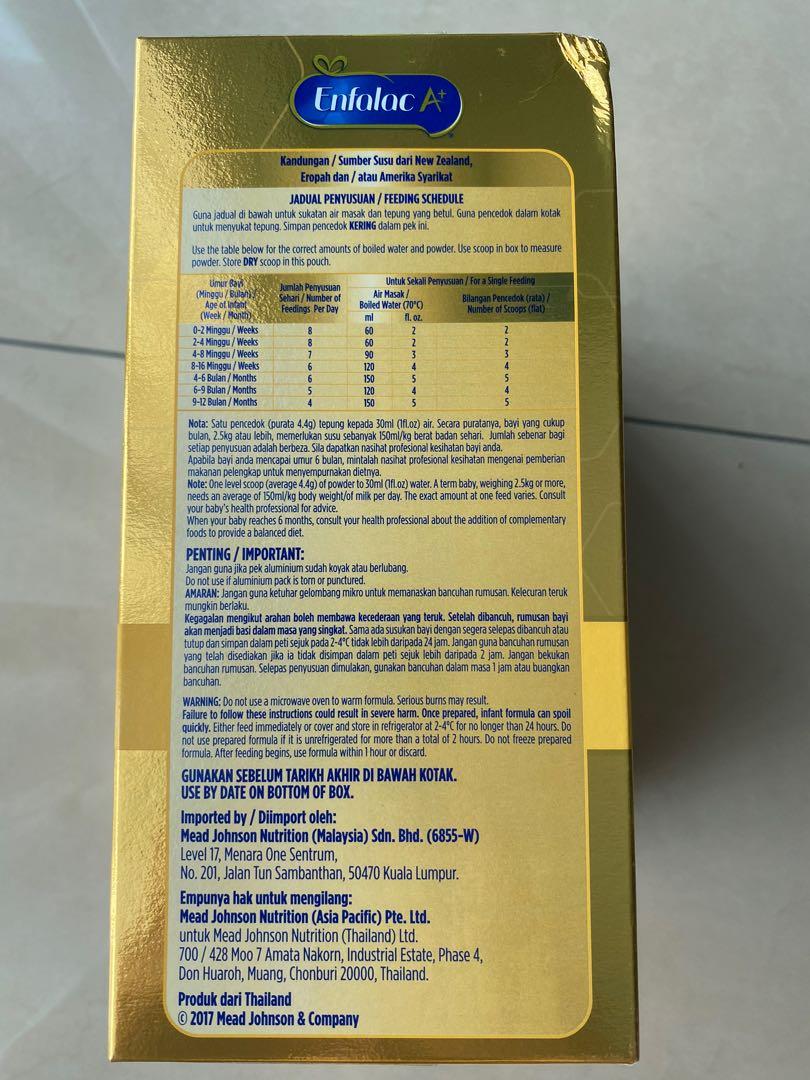 Enfalac A+
Kandungan / Sumber Susu dari New Zealand,
Eropah dan / atau Amerika Syarikat
JADUAL PENYUSUAN / FEEDING SCHEDULE
Guna jadual di bawah untuk sukatan air masak dan tepung yang betul. Guna pencedok dalam kotak
untuk menyukat tepung. Simpan pencedok KERING dalam pek ini.
Use the table below for the correct amounts of boiled water and powder. Use scoop in box to measure
powder. Store DRY scoop in this pouch.
Umur Bayi (Minggu / Bulan) / Age of Infant (Week / Month)
Jumlah Penyusuan Sehari / Number of Feedings Per Day
Untuk Sekali Penyusuan / For a Single Feeding
Air Masak / Boiled Water (70°C)
ml fl. oz.
Bilangan Pencedok (rata) / Number of Scoops (flat)
0-2 Minggu / Weeks 8 60 2 2
2-4 Minggu / Weeks 8 60 2 2
4-8 Minggu / Weeks 7 90 3 3
8-16 Minggu / Weeks 6 120 4 4
4-6 Bulan / Months 6 150 5 5
6-9 Bulan / Months 5 120 4 4
9-12 Bulan / Months 4 150 5 5
Nota: Satu pencedok (purata 4.4g) tepung kepada 30ml (1fl.oz) air. Secara puratanya, bayi yang cukup
bulan, 2.5kg atau lebih, memerlukan susu sebanyak 150ml/kg berat badan sehari. Jumlah sebenar bagi
setiap penyusuan adalah berbeza. Sila dapatkan nasihat profesional kesihatan bayi anda.
Apabila bayi anda mencapai umur 6 bulan, mintalah nasihat profesional kesihatan mengenai pemberian
makanan pelengkap untuk menyempurnakan dietnya.
Note: One level scoop (average 4.4g) of powder to 30ml (1fl.oz) water. A term baby, weighing 2.5kg or more,
needs an average of 150ml/kg body weight/of milk per day. The exact amount at one feed varies. Consult
your baby's health professional for advice.
When your baby reaches 6 months, consult your health professional about the addition of complementary
foods to provide a balanced diet.
PENTING / IMPORTANT:
Jangan guna jika pek aluminium sudah koyak atau berlubang.
Do not use if aluminium pack is torn or punctured.
AMARAN: Jangan guna ketuhar gelombang mikro untuk memanaskan bancuhan rumusan. Kelecuran teruk
mungkin berlaku.
Kegagalan mengikut arahan boleh membawa kecederaan yang teruk. Setelah dibancuh, rumusan bayi
akan menjadi basi dalam masa yang singkat. Sama ada susukan bayi dengan segera selepas dibancuh atau
tutup dan simpan dalam peti sejuk pada 2-4°C tidak lebih daripada 24 jam. Jangan guna bancuhan rumusan
yang telah disediakan jika ia tidak disimpan dalam peti sejuk lebih daripada 2 jam. Jangan bekukan
bancuhan rumusan. Selepas penyusuan dimulakan, gunakan bancuhan dalam masa 1 jam atau buangkan
bancuhan.
WARNING: Do not use a microwave oven to warm formula. Serious burns may result.
Failure to follow these instructions could result in severe harm. Once prepared, infant formula can spoil
quickly. Either feed immediately or cover and store in refrigerator at 2-4°C for no longer than 24 hours. Do
not use prepared formula if it is unrefrigerated for more than a total of 2 hours. Do not freeze prepared
formula. After feeding begins, use formula within 1 hour or discard.
GUNAKAN SEBELUM TARIKH AKHIR DI BAWAH KOTAK.
USE BY DATE ON BOTTOM OF BOX.
Imported by / Diimport oleh:
Mead Johnson Nutrition (Malaysia) Sdn. Bhd. (6855-W)
Level 17, Menara One Sentrum,
No. 201, Jalan Tun Sambanthan, 50470 Kuala Lumpur.
Empunya hak untuk mengilang:
Mead Johnson Nutrition (Asia Pacific) Pte. Ltd.
untuk Mead Johnson Nutrition (Thailand) Ltd.
700 / 428 Moo 7 Amata Nakorn, Industrial Estate, Phase 4,
Don Huaroh, Muang, Chonburi 20000, Thailand.
Produk dari Thailand
© 2017 Mead Johnson & Company